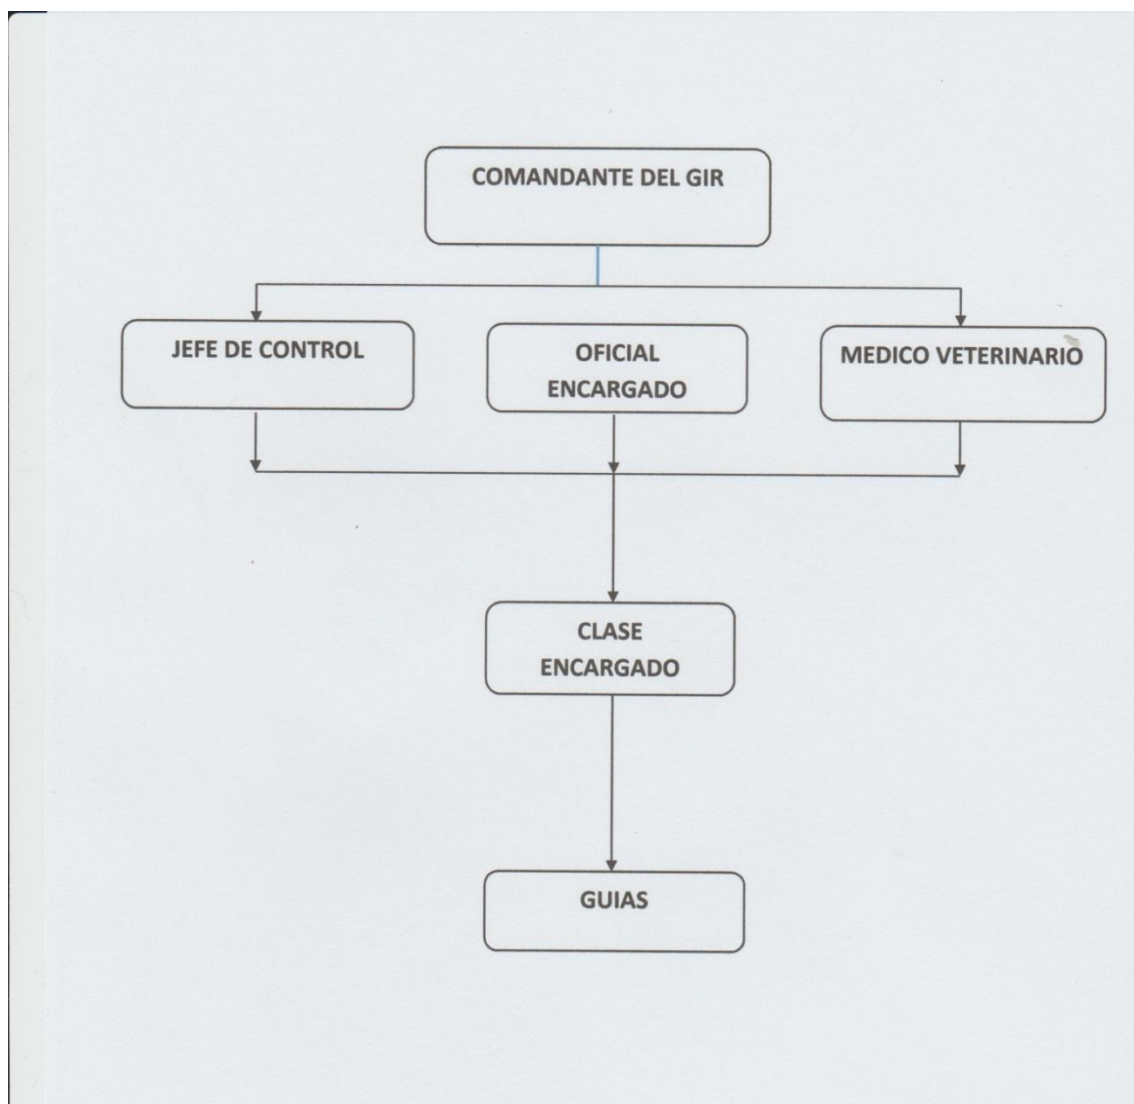 COMANDANTE DEL GIR
JEFE DE CONTROL
OFICIAL
ENCARGADO
MEDICO VETERINARIO
CLASE
ENCARGADO
GUIAS